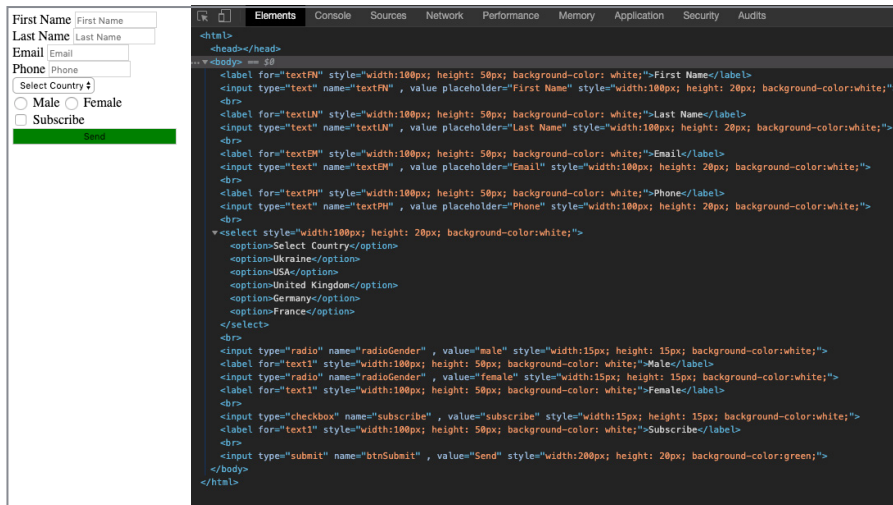 First Name First Name
Last Name Last Name
Email Email
Phone Phone
Select Country
Male Female
Subscribe
Send
Elements Console Sources Network Performance Memory Application Security Audits
<html>
<head></head>
... ▼<body> == $0
<label for="textFN" style="width:100px; height: 50px; background-color: white;">First Name</label>
<input type="text" name="textFN" , value placeholder="First Name" style="width:100px; height: 20px; background-color:white;"
<br>
<label for="textLN" style="width:100px; height: 50px; background-color: white;">Last Name</label>
<input type="text" name="textLN" , value placeholder="Last Name" style="width:100px; height: 20px; background-color:white;">
<br>
<label for="textEM" style="width:100px; height: 50px; background-color: white;">Email</label>
<input type="text" name="textEM" , value placeholder="Email" style="width:100px; height: 20px; background-color:white;">
<br>
<label for="textPH" style="width:100px; height: 50px; background-color: white;">Phone</label>
<input type="text" name="textPH" , value placeholder="Phone" style="width:100px; height: 20px; background-color:white;">
<br>
▼<select style="width:100px; height: 20px; background-color:white;">
<option>Select Country</option>
<option>Ukraine</option>
<option>USA</option>
<option>United Kingdom</option>
<option>Germany</option>
<option>France</option>
</select>
<br>
<input type="radio" name="radioGender" , value="male" style="width:15px; height: 15px; background-color:white;">
<label for="text1" style="width:100px; height: 50px; background-color: white;">Male</label>
<input type="radio" name="radioGender" , value="female" style="width:15px; height: 15px; background-color:white;">
<label for="text1" style="width:100px; height: 50px; background-color: white;">Female</label>
<br>
<input type="checkbox" name="subscribe" , value="subscribe" style="width:15px; height: 15px; background-color:white;">
<label for="text1" style="width:100px; height: 50px; background-color: white;">Subscribe</label>
<br>
<input type="submit" name="btnSubmit" , value="Send" style="width:200px; height: 20px; background-color:green;">
</body>
</html>